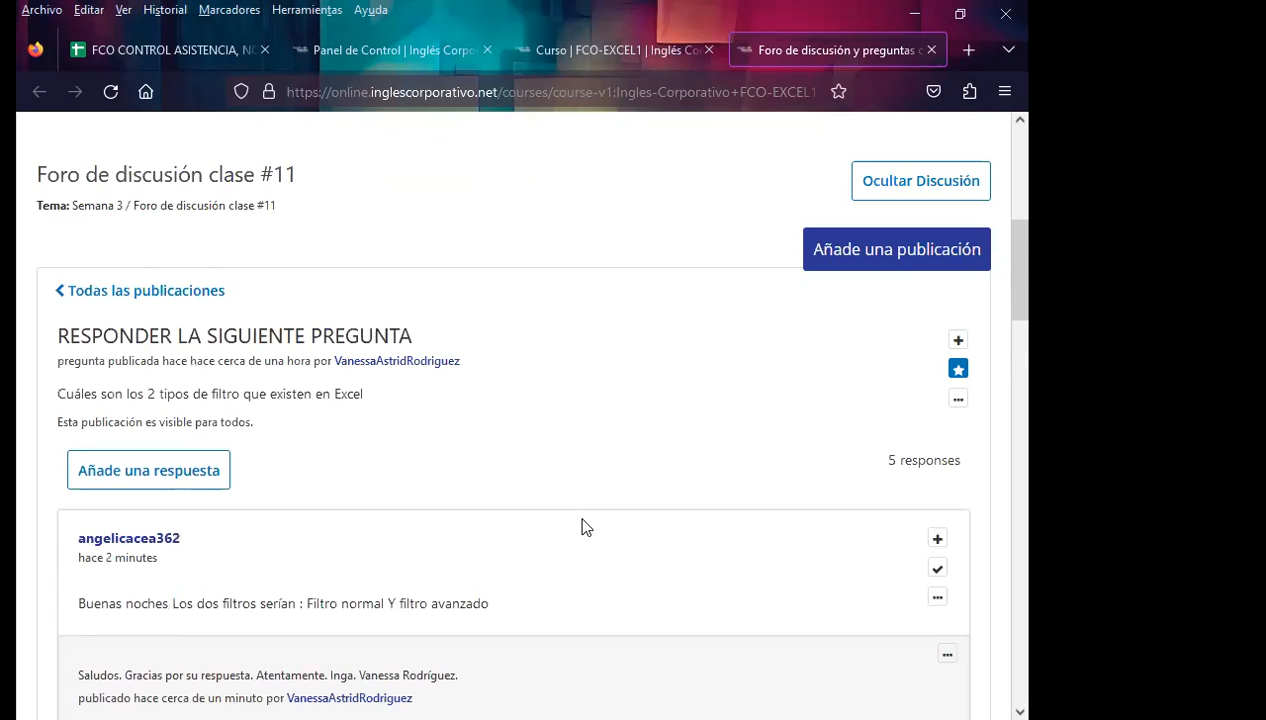 Archivo Editar Ver Historial Marcadores Herramientas Ayuda
FCO CONTROL ASISTENCIA, NO
Panel de Control | Inglés Corpo
Curso | FCO-EXCEL1 | Inglés Co
Foro de discusión y preguntas
https://online.inglescorporativo.net/courses/course-v1:Ingles-Corporativo+FCO-EXCEL1
Foro de discusión clase #11
Ocultar Discusión
Tema: Semana 3 / Foro de discusión clase #11
Añade una publicación
Todas las publicaciones
RESPONDER LA SIGUIENTE PREGUNTA
pregunta publicada hace hace cerca de una hora por VanessaAstridRodriguez
Cuáles son los 2 tipos de filtro que existen en Excel
Esta publicación es visible para todos.
Añade una respuesta
5 responses
angelicacea362
hace 2 minutes
Buenas noches Los dos filtros serían : Filtro normal Y filtro avanzado
Saludos. Gracias por su respuesta. Atentamente. Inga. Vanessa Rodríguez.
publicado hace cerca de un minuto por VanessaAstridRodriguez